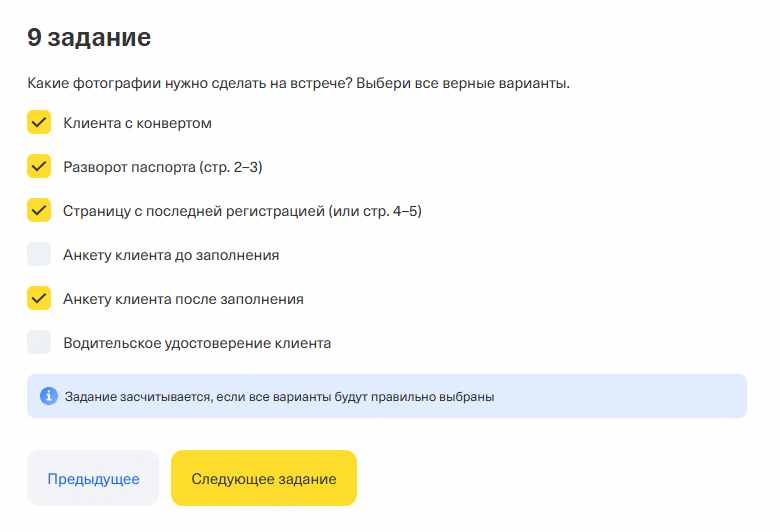 9 задание
Какие фотографии нужно сделать на встрече? Выбери все верные варианты.
Клиента с конвертом
Разворот паспорта (стр. 2–3)
Страницу с последней регистрацией (или стр. 4–5)
Анкету клиента до заполнения
Анкету клиента после заполнения
Водительское удостоверение клиента
Задание засчитывается, если все варианты будут правильно выбраны
Предыдущее
Следующее задание